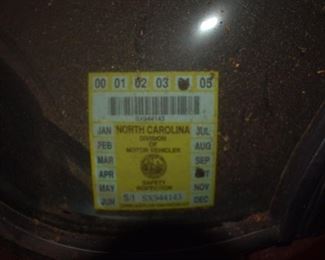 00 01 02 03 05
SX944143
JAN NORTH CAROLINA JUL
FEB DIVISION OF AUG
MAR MOTOR VEHICLES SEP
APR
MAY SAFETY INSPECTION NOV
JUN S/I SX944143 DEC